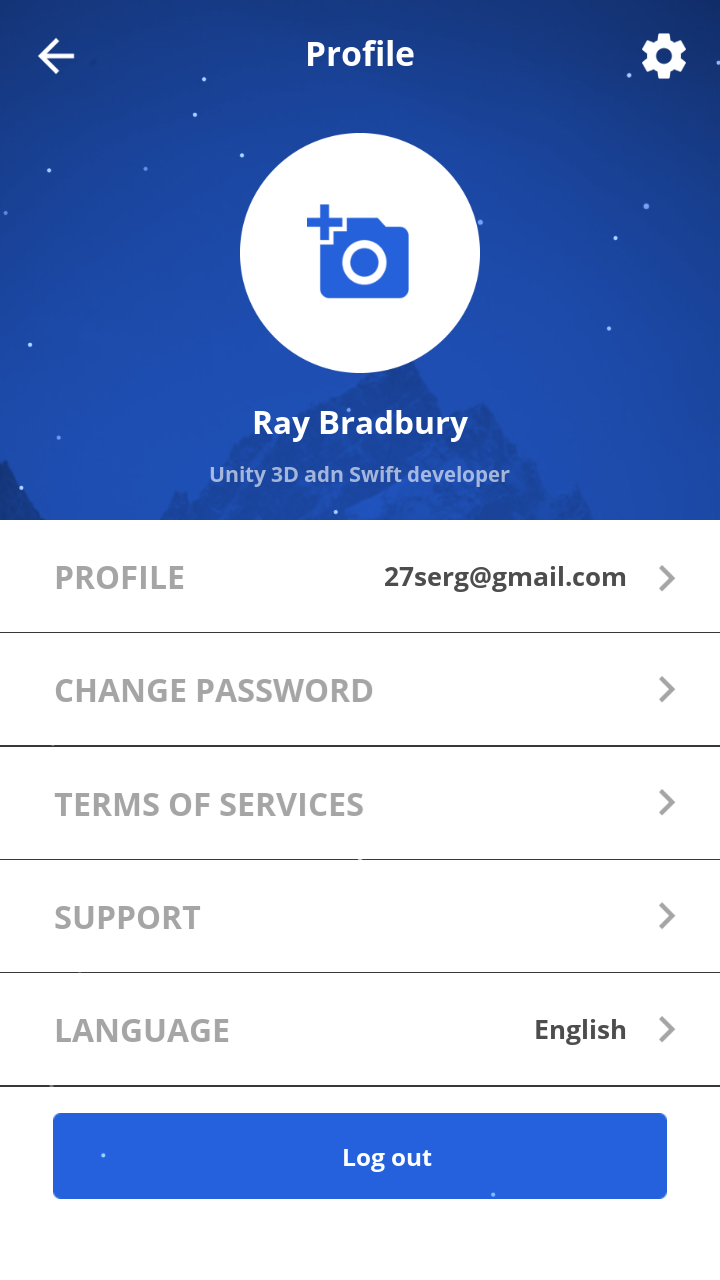 Profile
Ray Bradbury
Unity 3D adn Swift developer
PROFILE 27serg@gmail.com
CHANGE PASSWORD
TERMS OF SERVICES
SUPPORT
LANGUAGE English
Log out